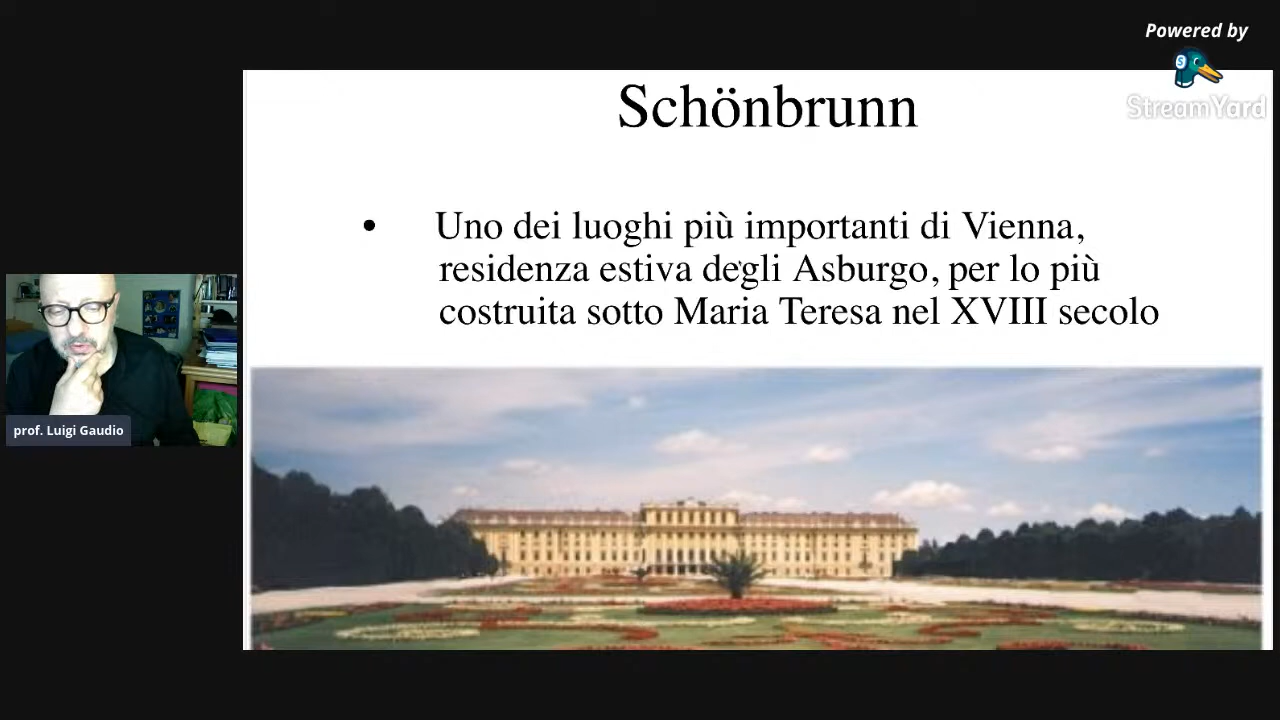 Powered by
StreamYard
Schönbrunn
• Uno dei luoghi più importanti di Vienna,
residenza estiva degli Asburgo, per lo più
costruita sotto Maria Teresa nel XVIII secolo
prof. Luigi Gaudio